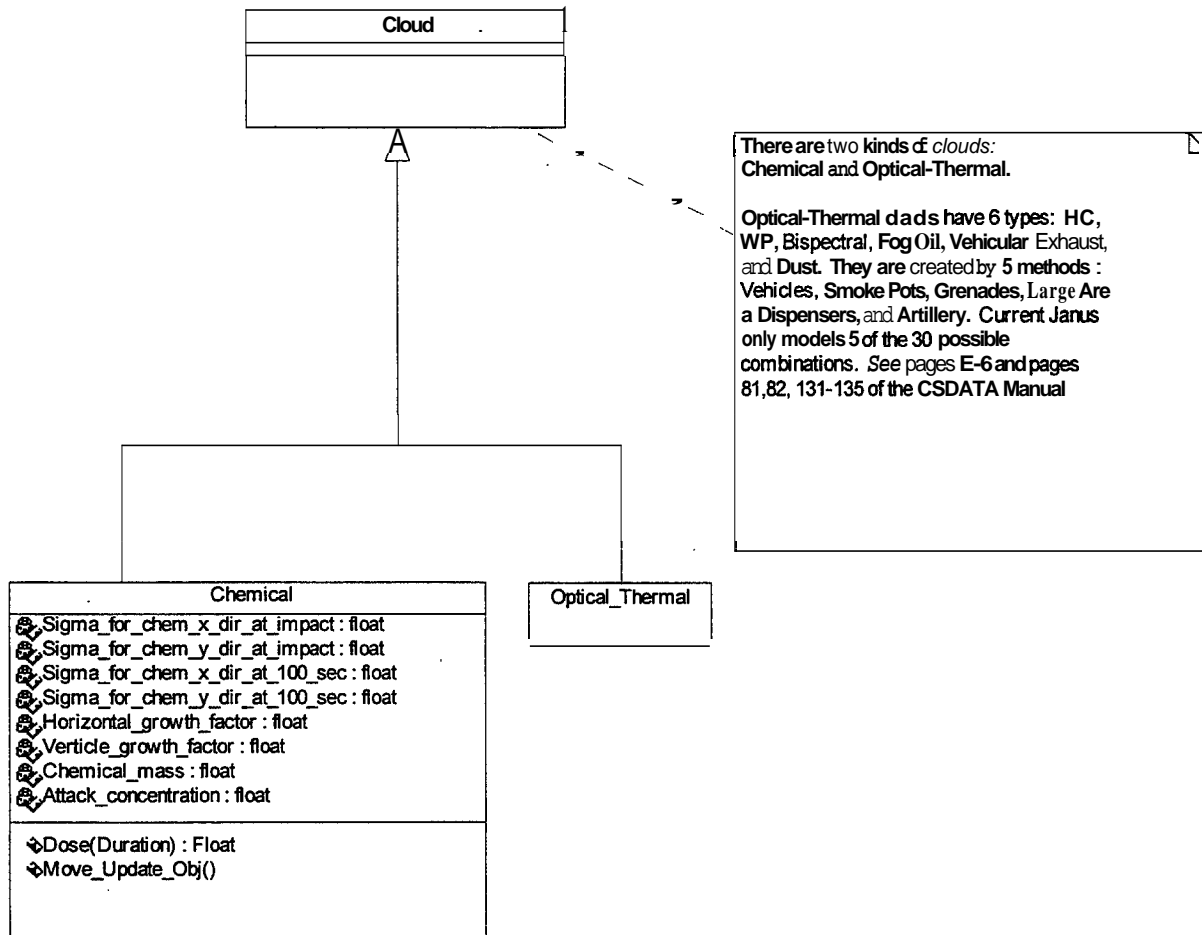 Cloud
There are two kinds of clouds:
Chemical and Optical-Thermal.
Optical-Thermal dads have 6 types: HC,
WP, Bispectral, Fog Oil, Vehicular Exhaust,
and Dust. They are created by 5 methods :
Vehicles, Smoke Pots, Grenades, Large Are
a Dispensers, and Artillery. Current Janus
only models 5 of the 30 possible
combinations. See pages E-6 and pages
81,82, 131-135 of the CSDATA Manual
Chemical
Sigma_for_chem_x_dir_at_impact : float
Sigma_for_chem_y_dir_at_impact : float
Sigma_for_chem_x_dir_at_100_sec : float
Sigma_for_chem_y_dir_at_100_sec : float
Horizontal_growth_factor : float
Verticle_growth_factor : float
Chemical_mass : float
Attack_concentration : float
Dose(Duration) : Float
Move_Update_Obj()
Optical_Thermal